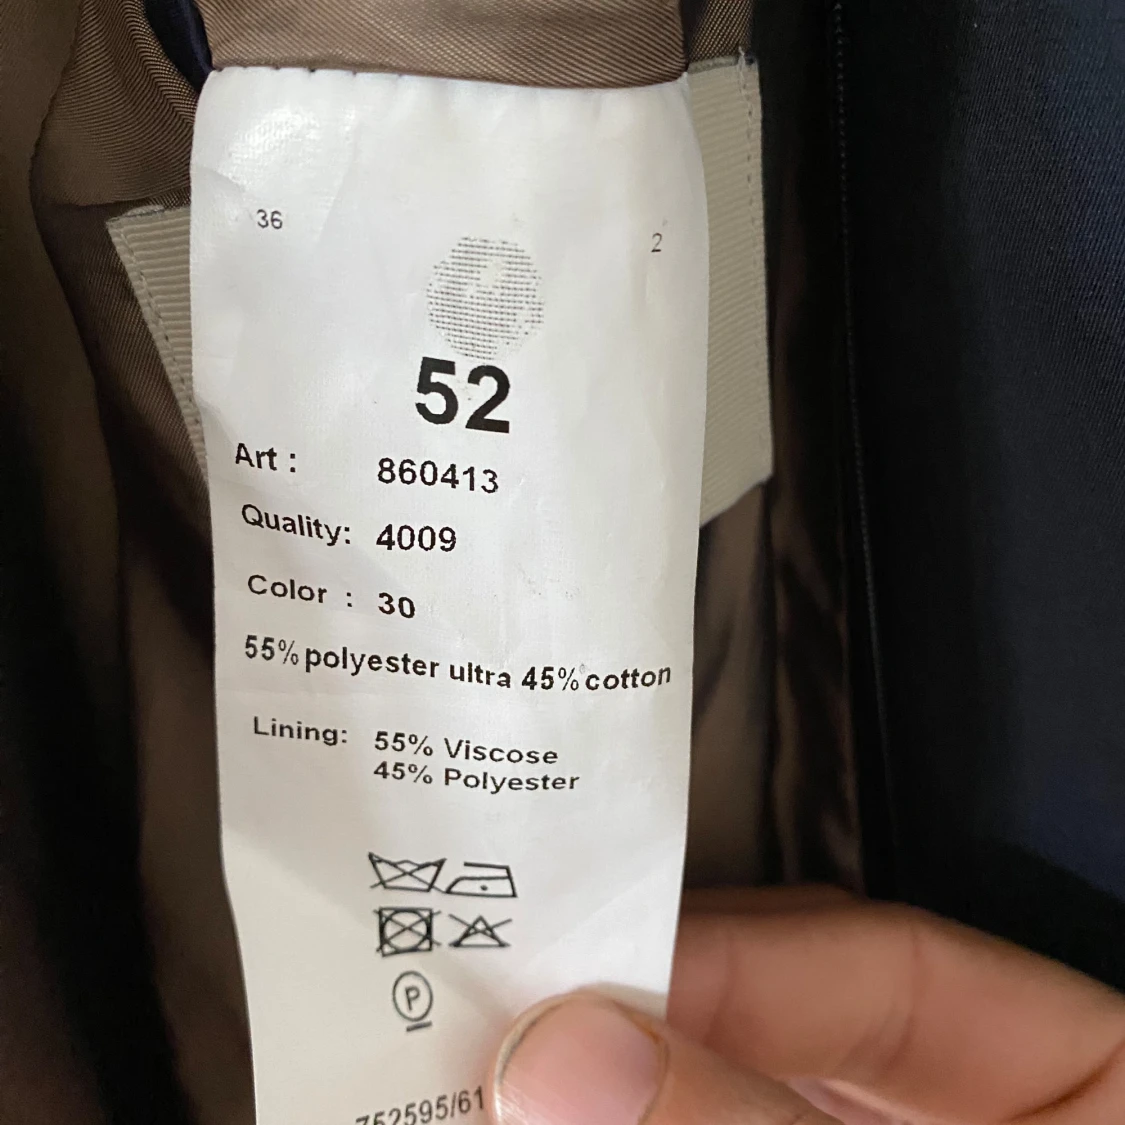 36
2
52
Art : 860413
Quality: 4009
Color : 30
55% polyester ultra 45% cotton
Lining: 55% Viscose
45% Polyester
P
752595/61